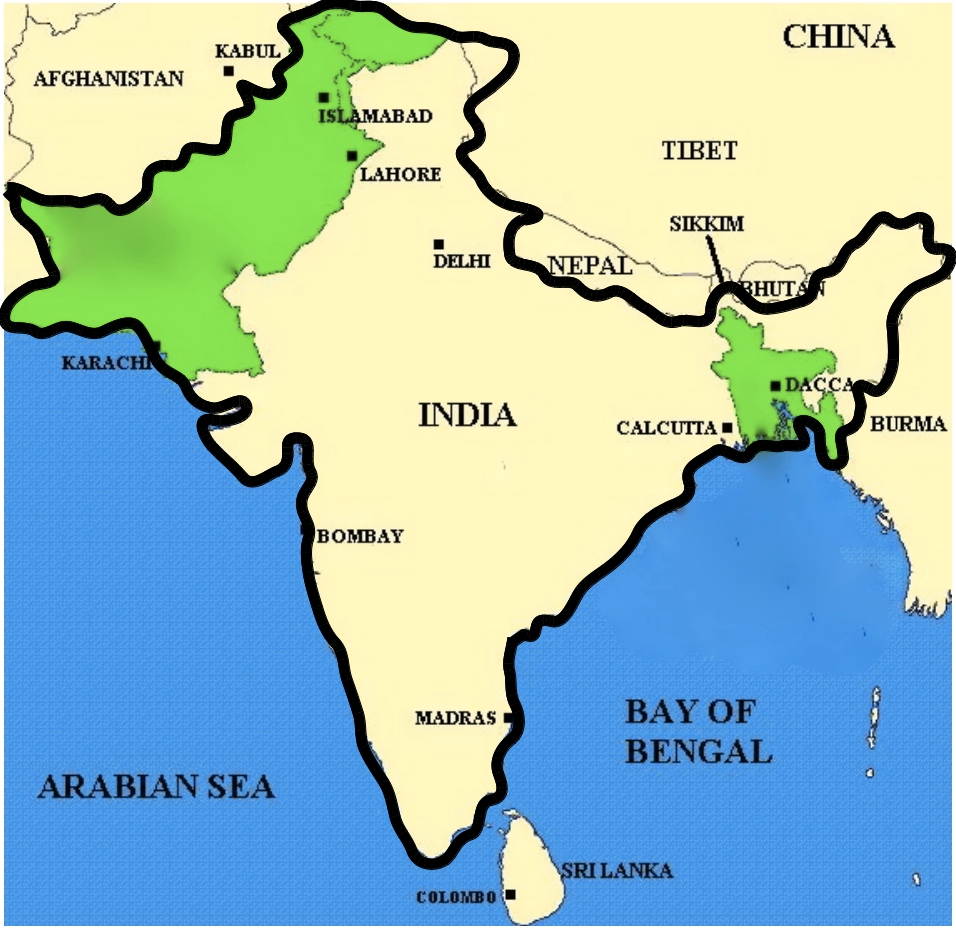 CHINA
KABUL
AFGHANISTAN
ISLAMABAD
TIBET
LAHORE
SIKKIM
DELHI
NEPAL
BHUTAN
KARACHI
DACCA
INDIA
CALCUTTA
BURMA
BOMBAY
MADRAS
BAY OF
BENGAL
ARABIAN SEA
SRI LANKA
COLOMBO